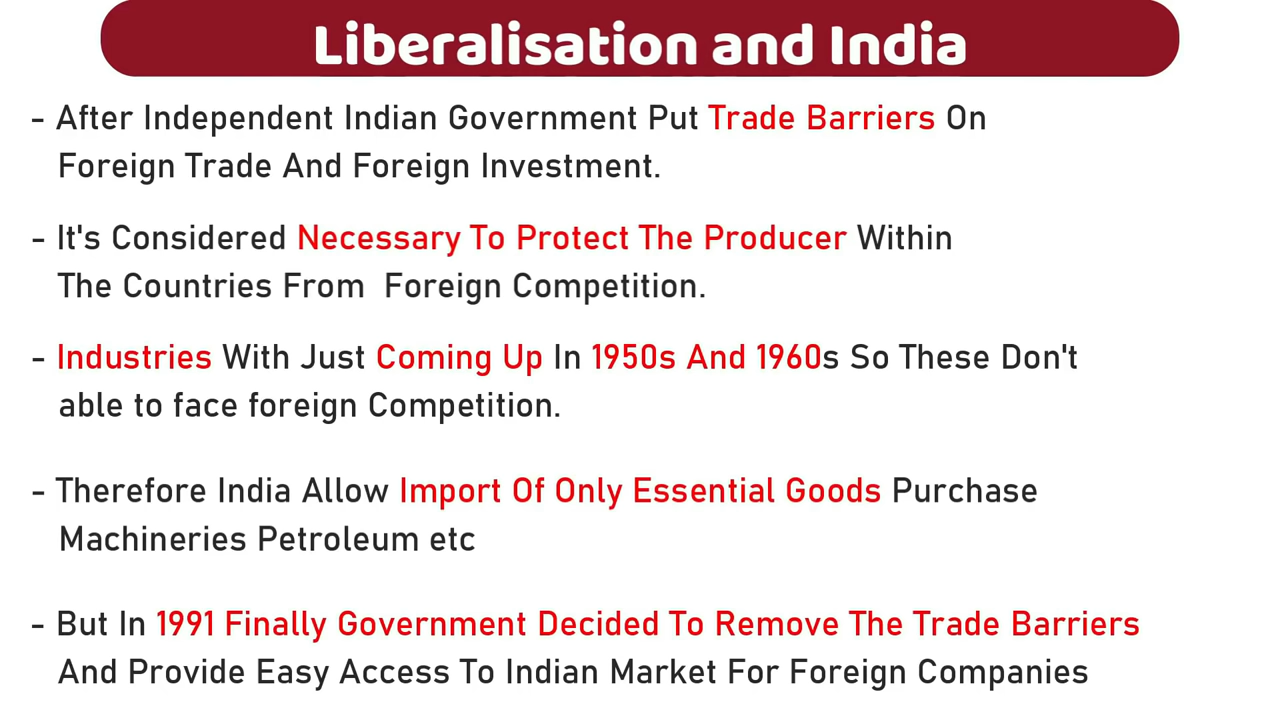 Liberalisation and India
- After Independent Indian Government Put Trade Barriers On
Foreign Trade And Foreign Investment.
- It's Considered Necessary To Protect The Producer Within
The Countries From  Foreign Competition.
- Industries With Just Coming Up In 1950s And 1960s So These Don't
able to face foreign Competition.
- Therefore India Allow Import Of Only Essential Goods Purchase
Machineries Petroleum etc
- But In 1991 Finally Government Decided To Remove The Trade Barriers
And Provide Easy Access To Indian Market For Foreign Companies